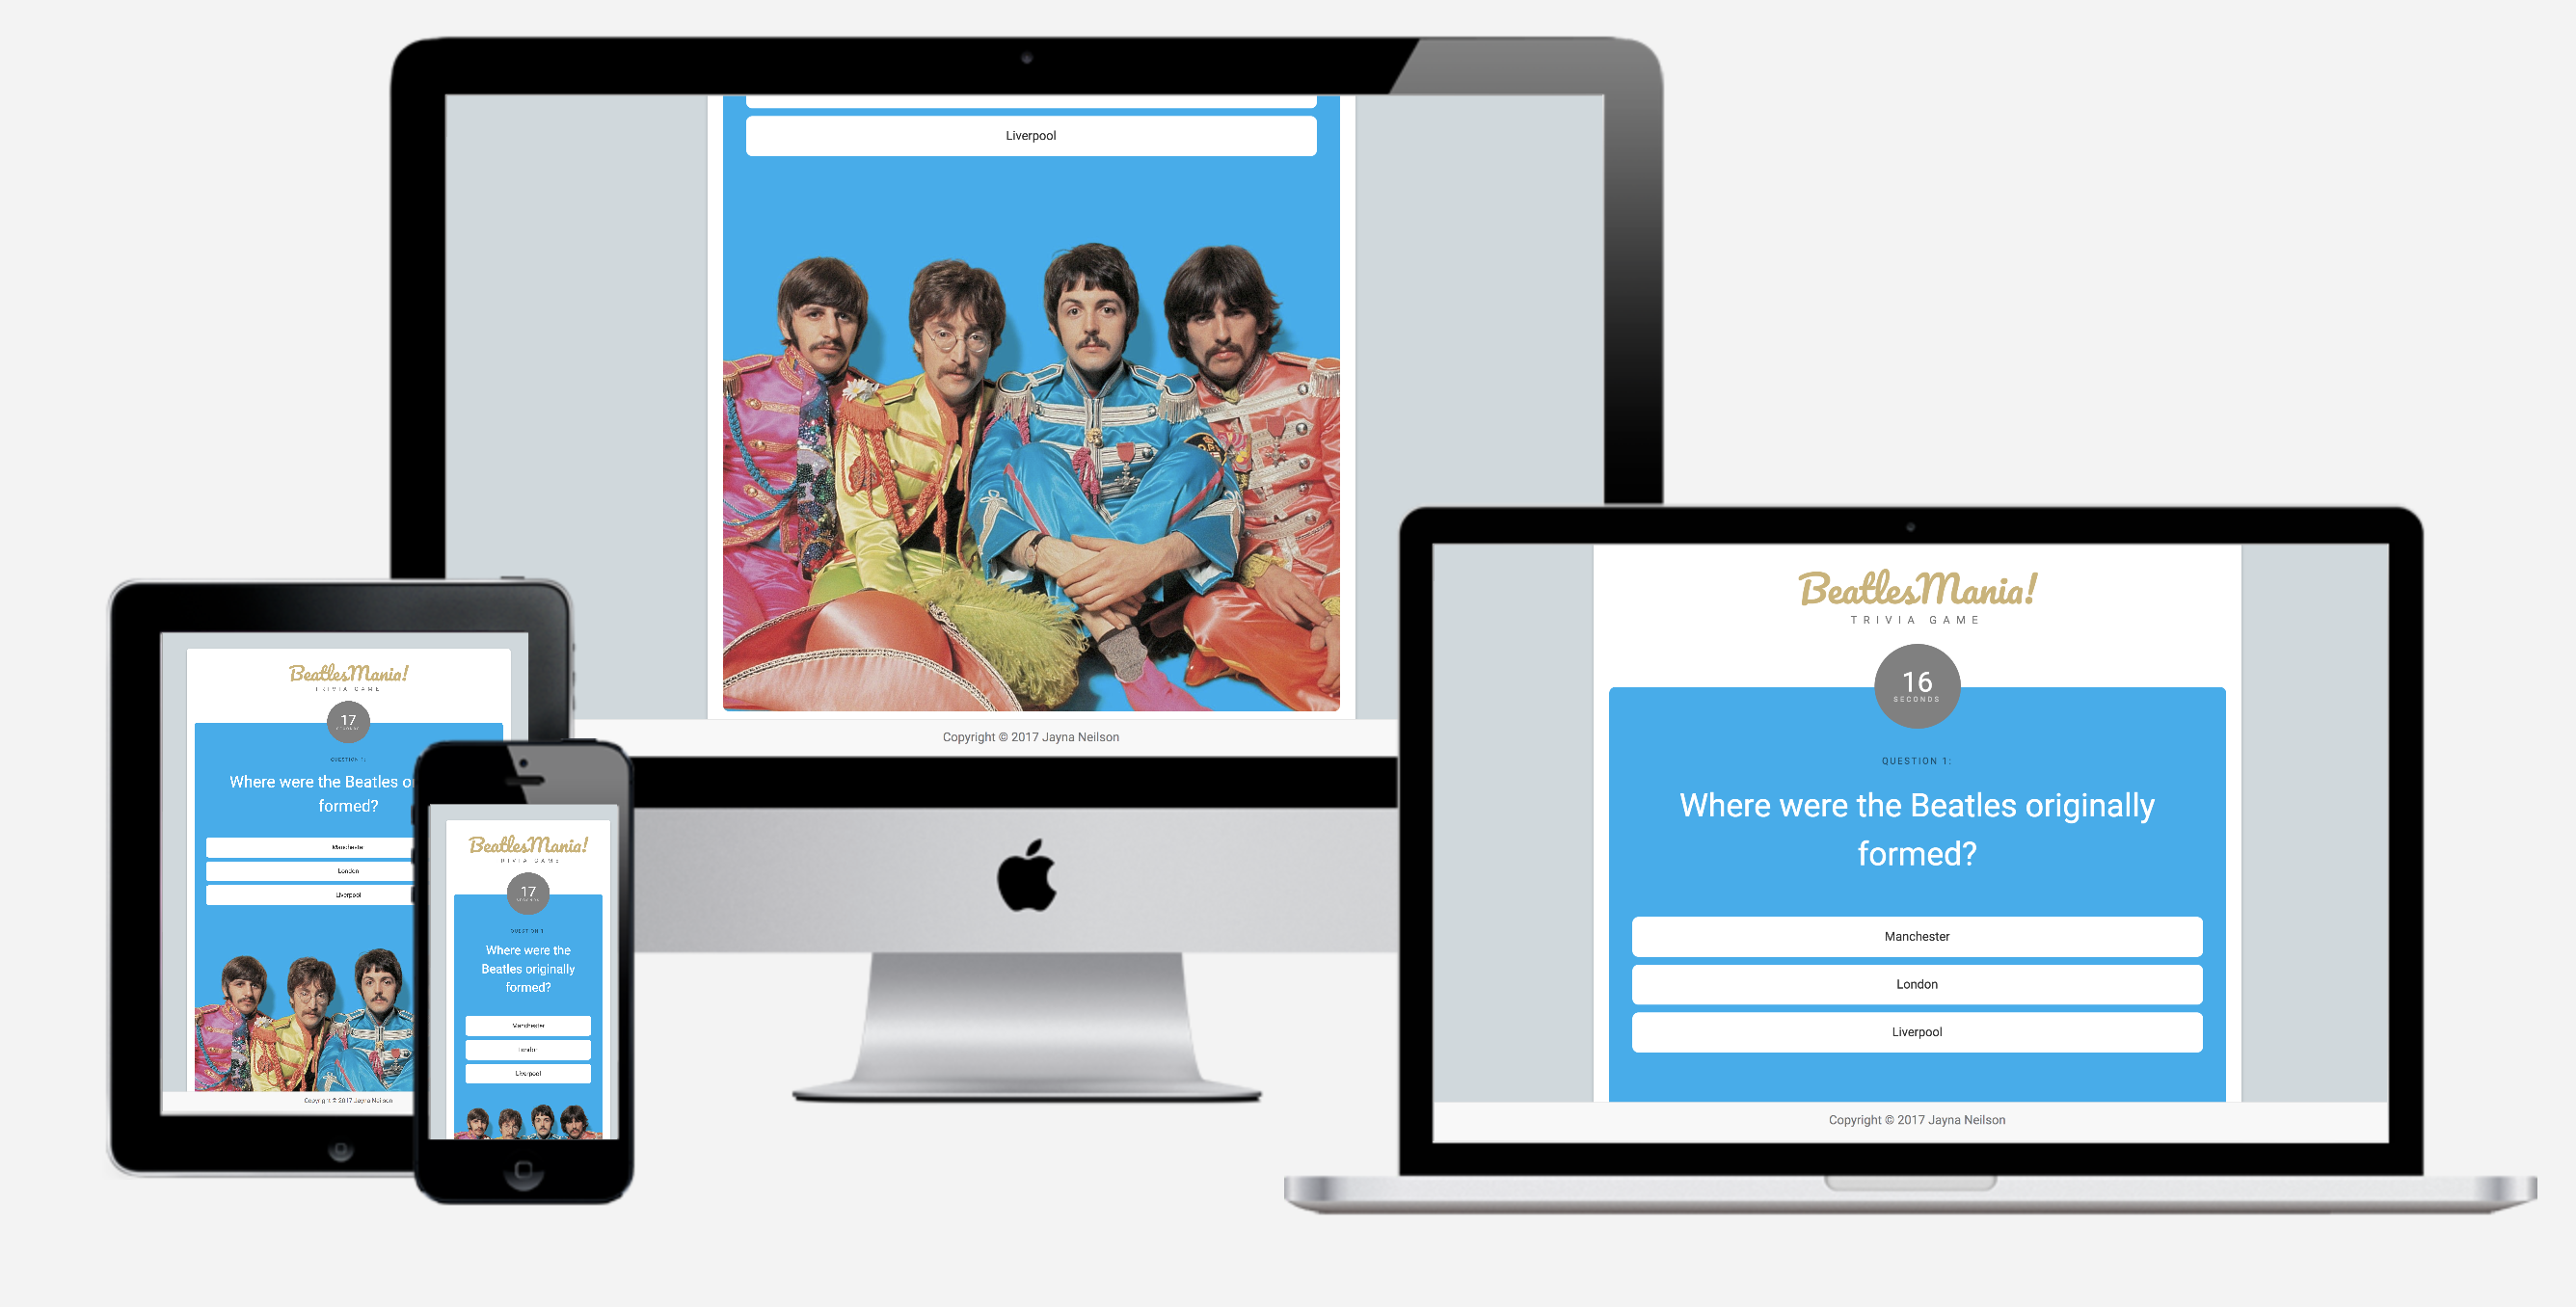 Liverpool
Copyright © 2017 Jayna Neilson
BeatlesMania!
TRIVIA GAME
17
SECONDS
QUESTION 1:
Where were the Beatles or
formed?
Manchester
London
Liverpool
Copyright © 2017 Jayna Neilson
BeatlesMania!
TRIVIA GAME
17
SECONDS
QUESTION 1:
Where were the
Beatles originally
formed?
Manchester
London
Liverpool
BeatlesMania!
TRIVIA GAME
16
SECONDS
QUESTION 1:
Where were the Beatles originally
formed?
Manchester
London
Liverpool
Copyright © 2017 Jayna Neilson